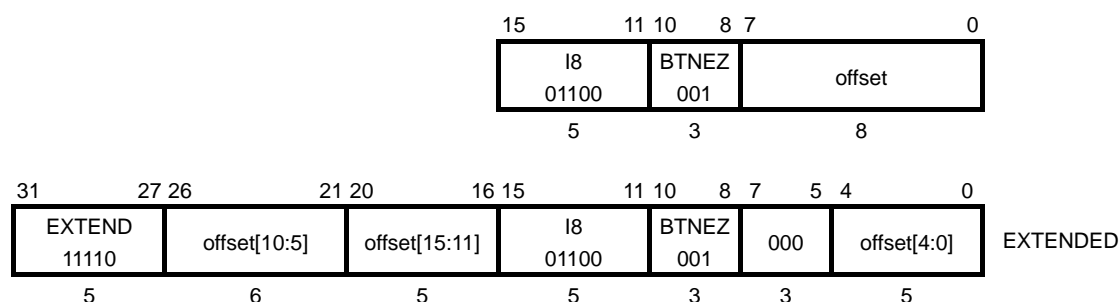 15 11 10 8 7 0
I8 BTNEZ offset
01100 001
5 3 8
31 27 26 21 20 16 15 11 10 8 7 5 4 0
EXTEND offset[10:5] offset[15:11] I8 BTNEZ 000 offset[4:0] EXTENDED
11110 01100 001
5 6 5 5 3 3 5